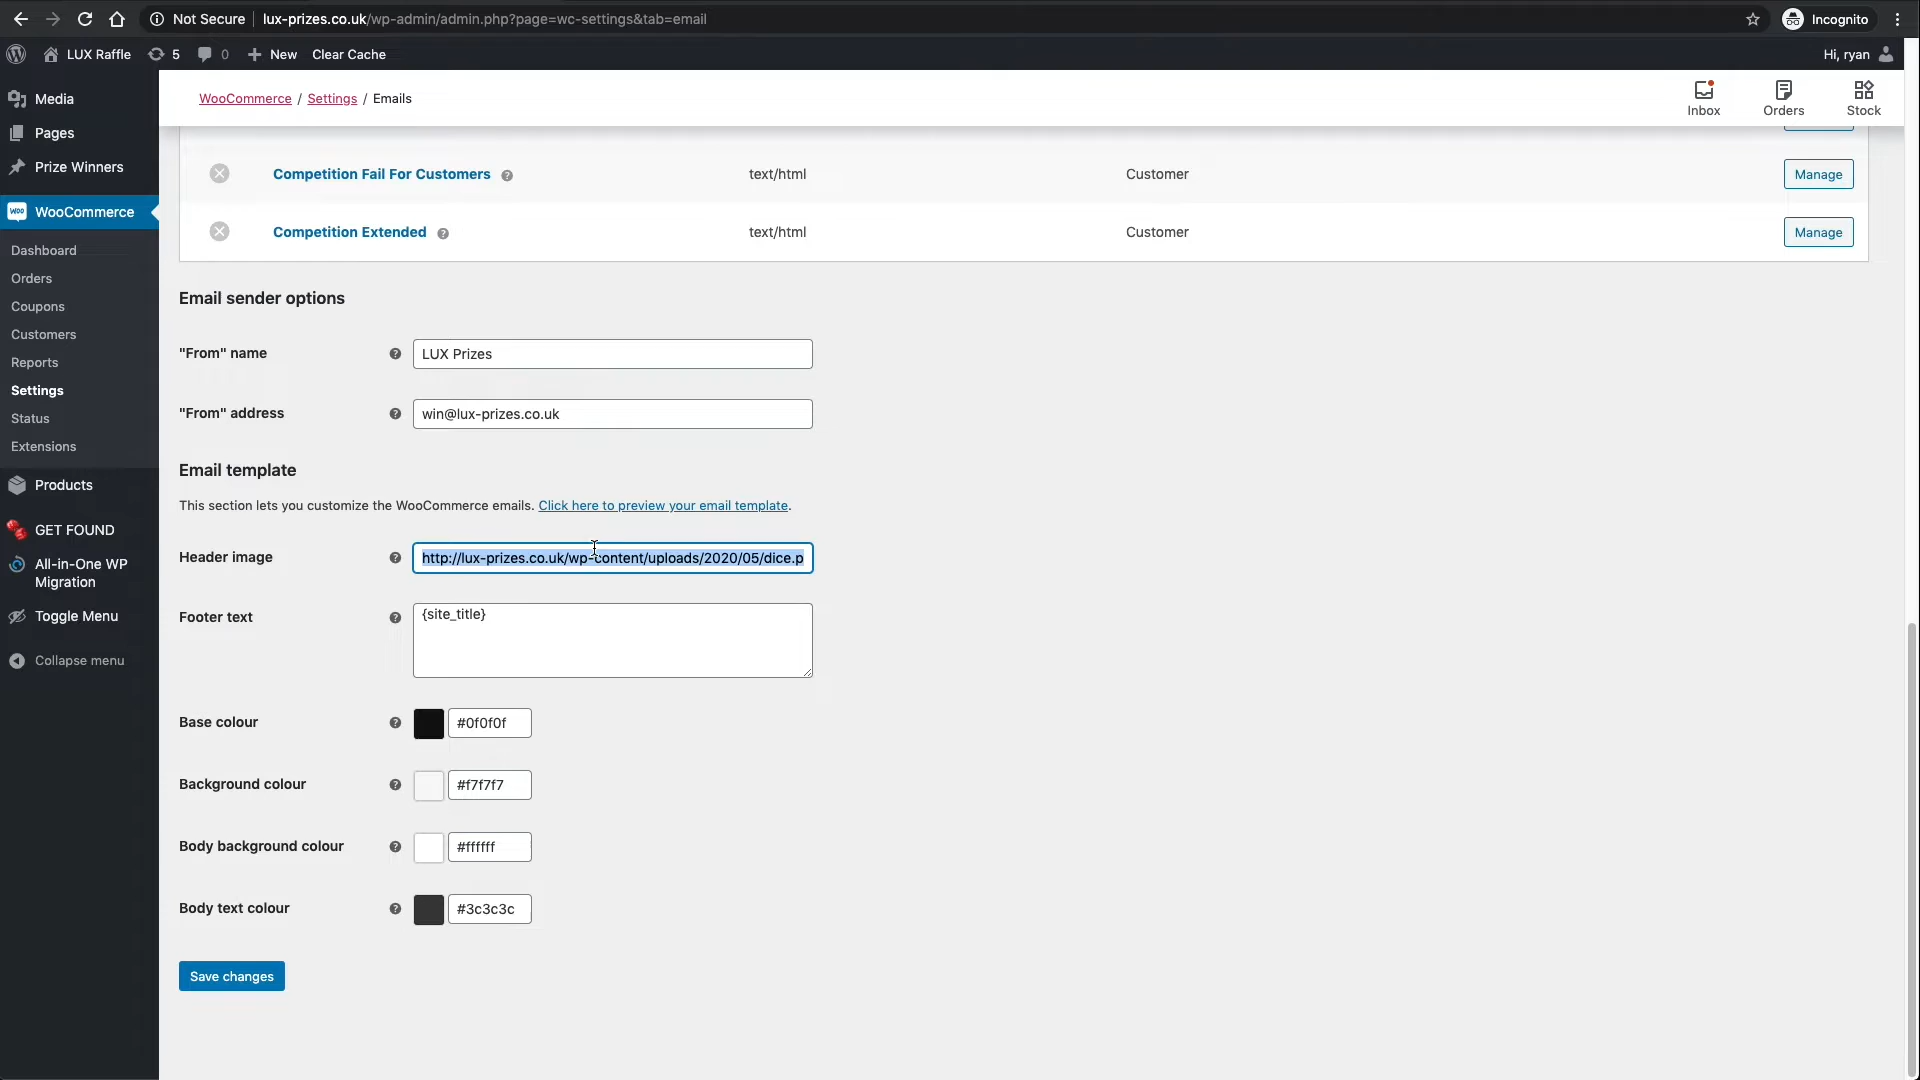 Not Secure lux-prizes.co.uk/wp-admin/admin.php?page=wc-settings&tab=email Incognito
LUX Raffle 5 0 New Clear Cache Hi, ryan
Media
Pages
Prize Winners
WooCommerce
Dashboard
Orders
Coupons
Customers
Reports
Settings
Status
Extensions
Products
GET FOUND
All-in-One WP
Migration
Toggle Menu
Collapse menu
WooCommerce / Settings / Emails
Inbox Orders Stock
Competition Fail For Customers ? text/html Customer Manage
Competition Extended ? text/html Customer Manage
Email sender options
"From" name ? LUX Prizes
"From" address ? win@lux-prizes.co.uk
Email template
This section lets you customize the WooCommerce emails. Click here to preview your email template.
Header image ? http://lux-prizes.co.uk/wp-content/uploads/2020/05/dice.p
Footer text ? {site_title}
Base colour ? #0f0f0f
Background colour ? #f7f7f7
Body background colour ? #ffffff
Body text colour ? #3c3c3c
Save changes